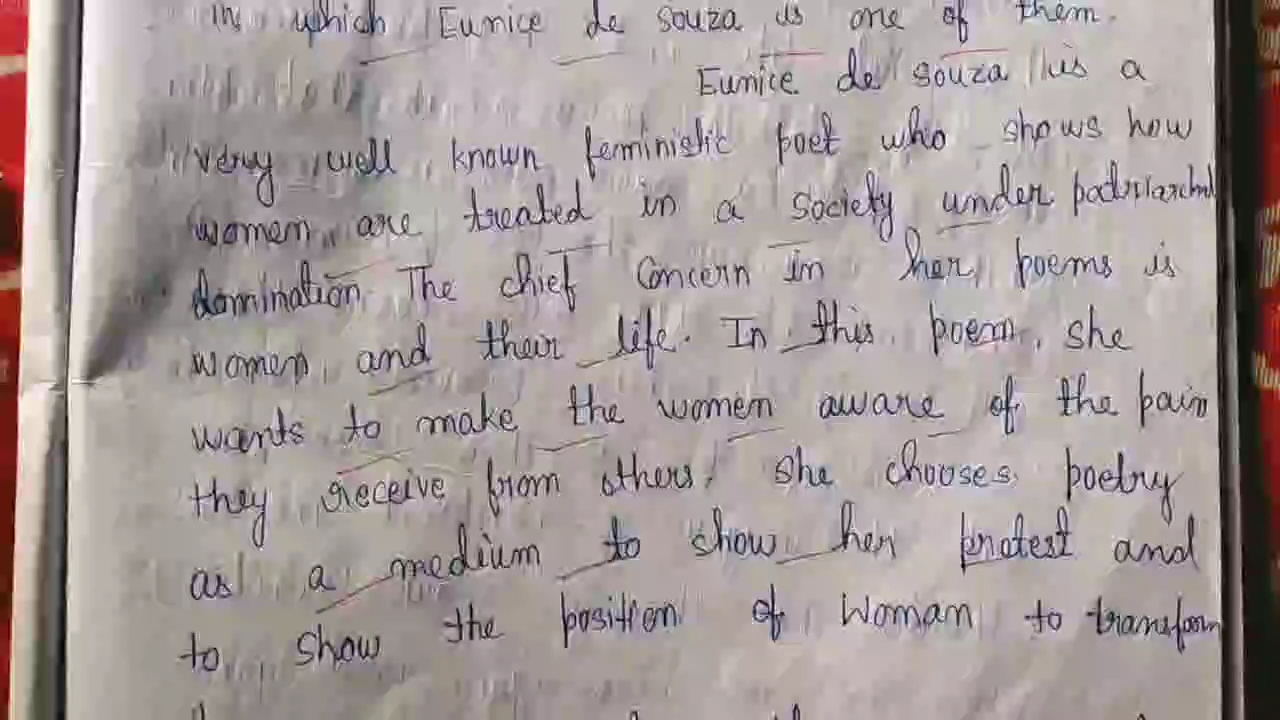 in which Eunice de souza is one of them.
Eunice de souza is a
very well known feministic poet who shows how
women are treated in a society under patriarchal
domination. The chief concern in her poems is
women and their life. In this poem, she
wants to make the women aware of the pain
they receive from others. she chooses poetry
as a medium to show her protest and
to show the position of woman to transform